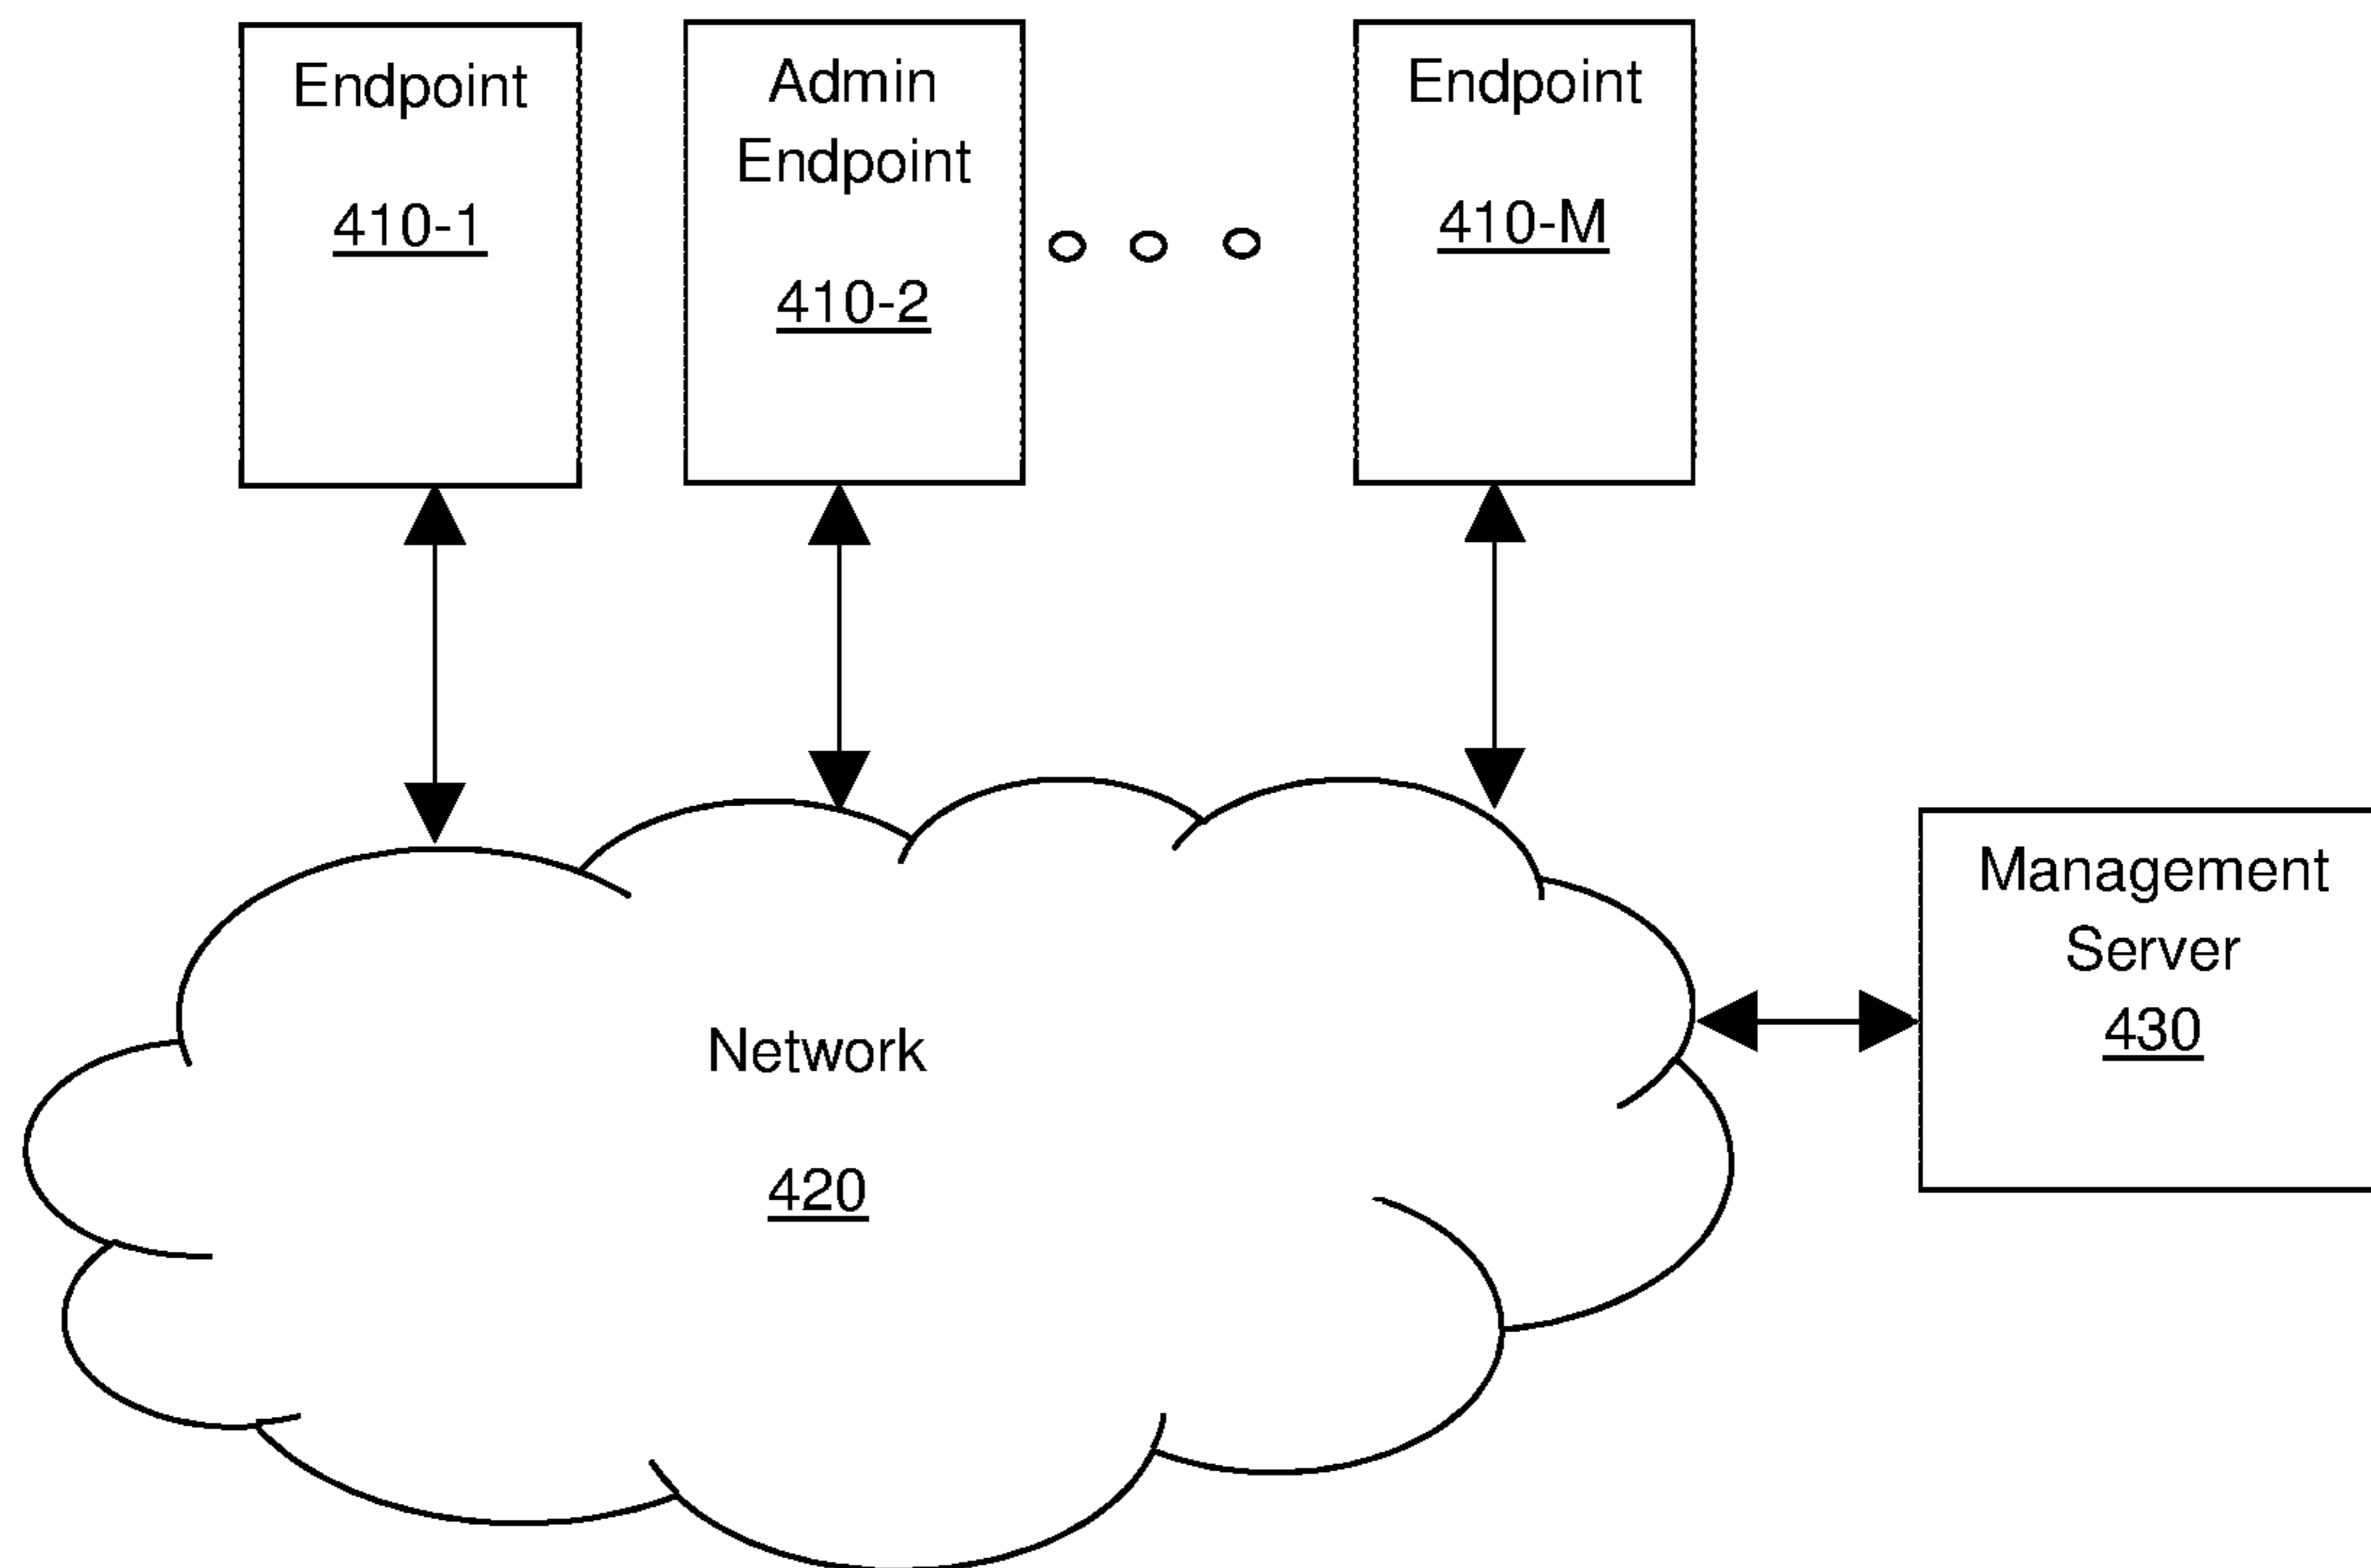 Endpoint
410-1
Admin
Endpoint
410-2
Endpoint
410-M
Management
Server
430
Network
420